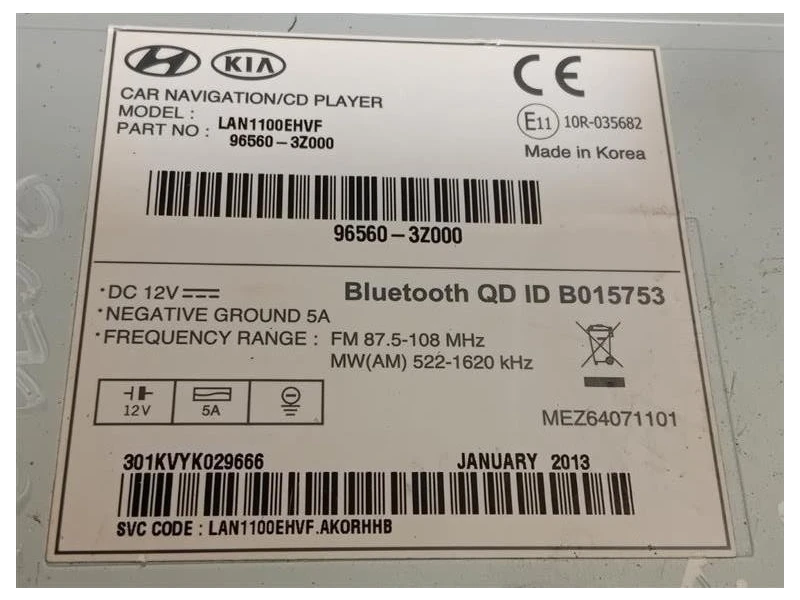 HYUNDAI KIA
CAR NAVIGATION/CD PLAYER
MODEL : LAN1100EHVF
PART NO : 96560-3Z000
CE
E11 10R-035682
Made in Korea
96560-3Z000
•DC 12V
•NEGATIVE GROUND 5A
•FREQUENCY RANGE : FM 87.5-108 MHz
MW(AM) 522-1620 kHz
Bluetooth QD ID B015753
12V 5A
MEZ64071101
301KVYK029666 JANUARY 2013
SVC CODE : LAN1100EHVF.AKORHHB